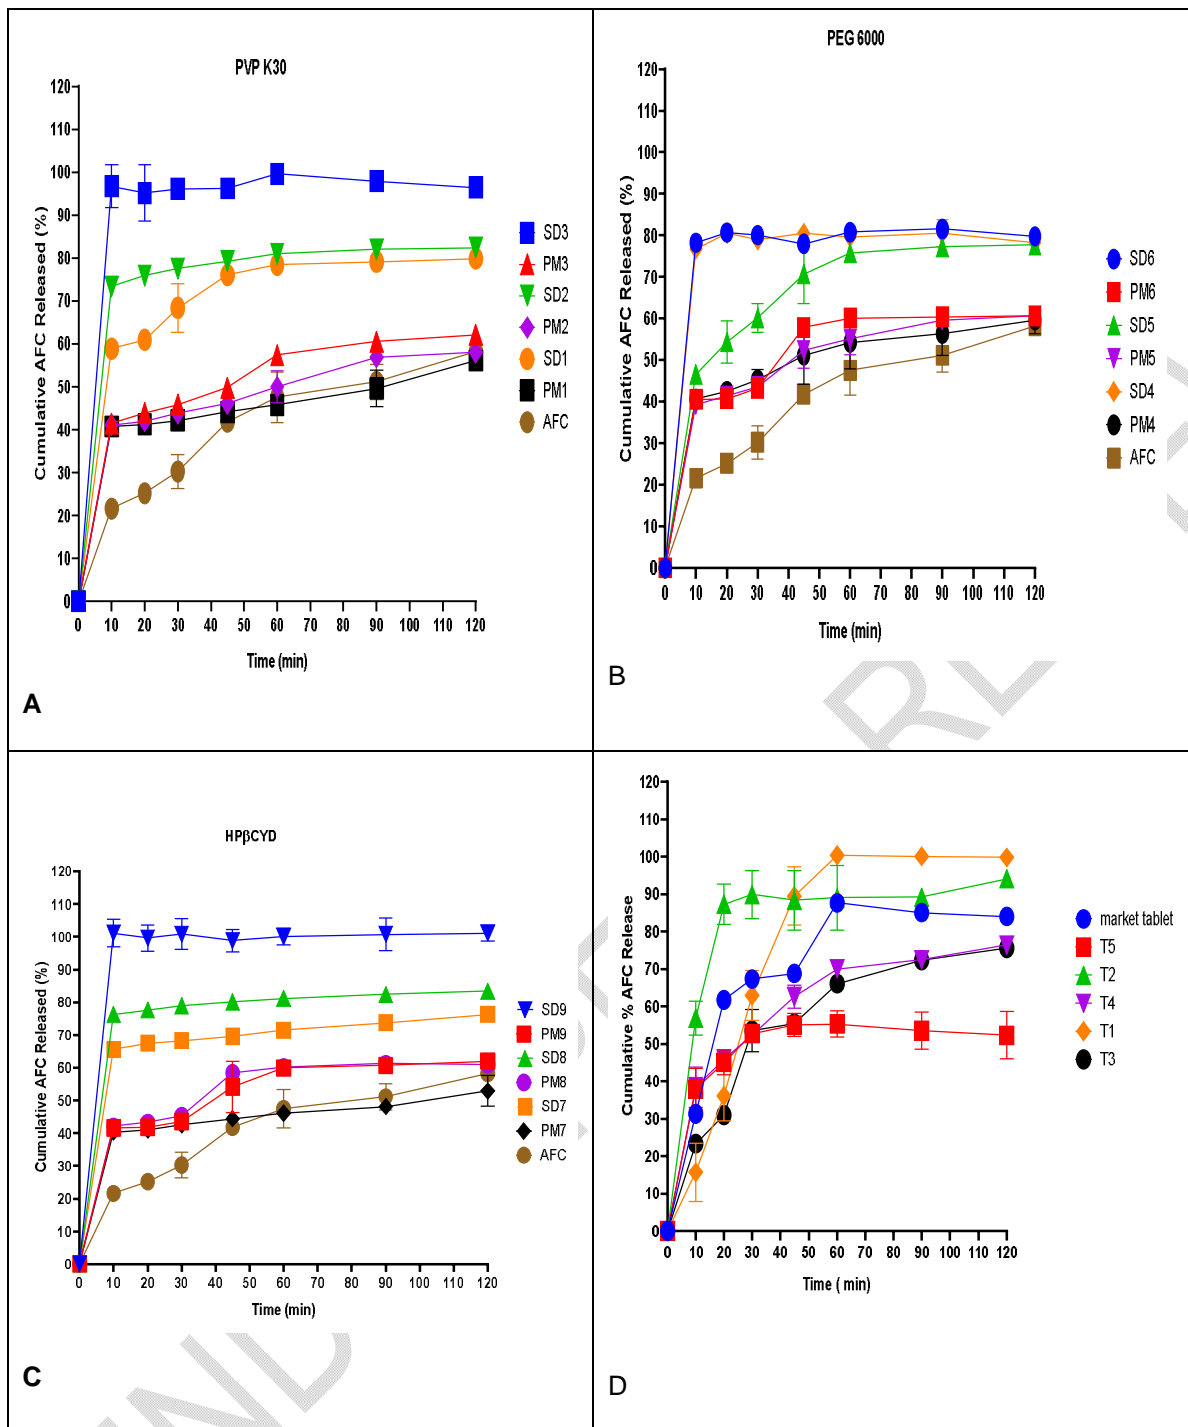 PVP K30
120
110
100
90
80
70
60
50
40
30
20
10
0
Cumulative AFC Released (%)
0 10 20 30 40 50 60 70 80 90 100 110 120
Time (min)
SD3
PM3
SD2
PM2
SD1
PM1
AFC
A
PEG 6000
120
110
100
90
80
70
60
50
40
30
20
10
0
Cumulative AFC Released (%)
0 10 20 30 40 50 60 70 80 90 100 110 120
Time (min)
SD6
PM6
SD5
PM5
SD4
PM4
AFC
B
HPβCYD
120
110
100
90
80
70
60
50
40
30
20
10
0
Cumulative AFC Released (%)
0 10 20 30 40 50 60 70 80 90 100 110 120
Time (min)
SD9
PM9
SD8
PM8
SD7
PM7
AFC
C
120
110
100
90
80
70
60
50
40
30
20
10
0
Cumulative % AFC Release
0 10 20 30 40 50 60 70 80 90 100 110 120
Time ( min)
market tablet
T5
T2
T4
T1
T3
D